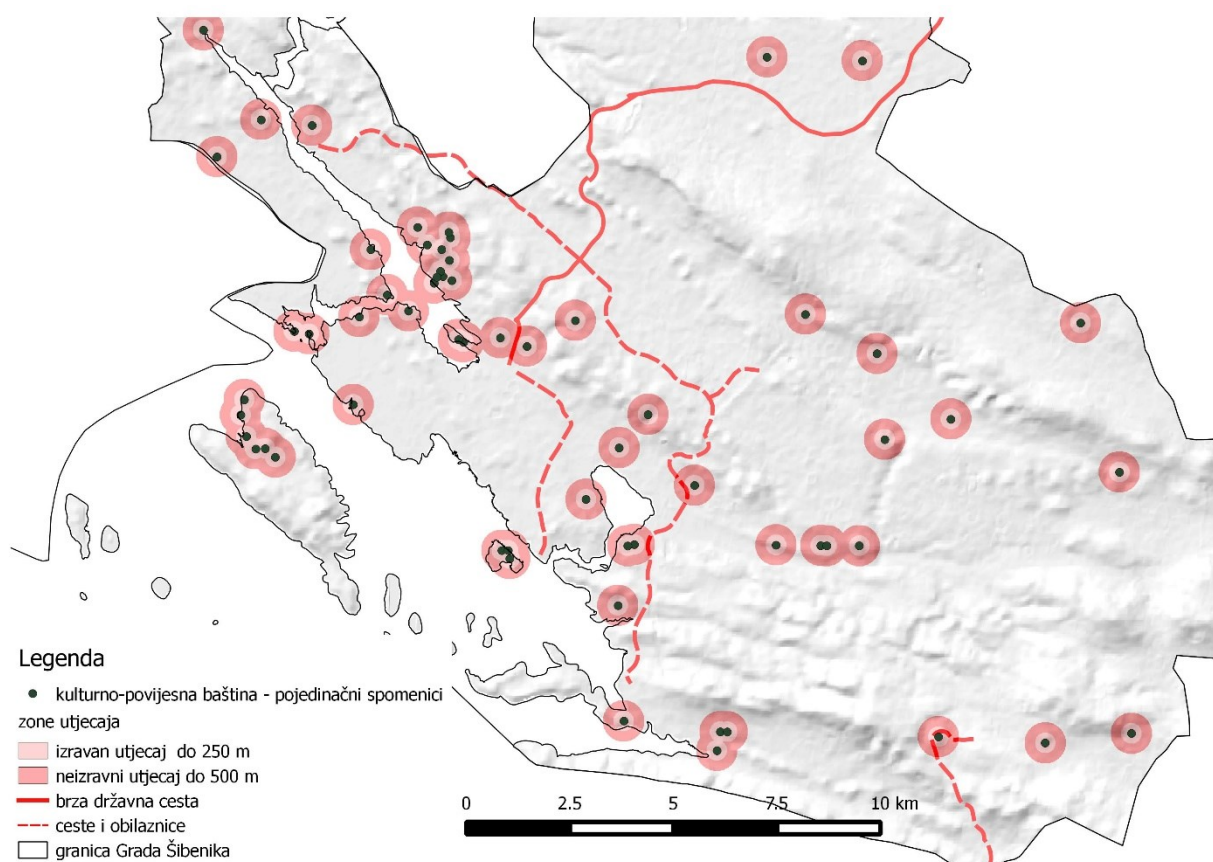 Legenda
kulturno-povijesna baština - pojedinačni spomenici
zone utjecaja
izravan utjecaj do 250 m
neizravni utjecaj do 500 m
brza državna cesta
ceste i obilaznice
granica Grada Šibenika
0 2.5 5 7.5 10 km